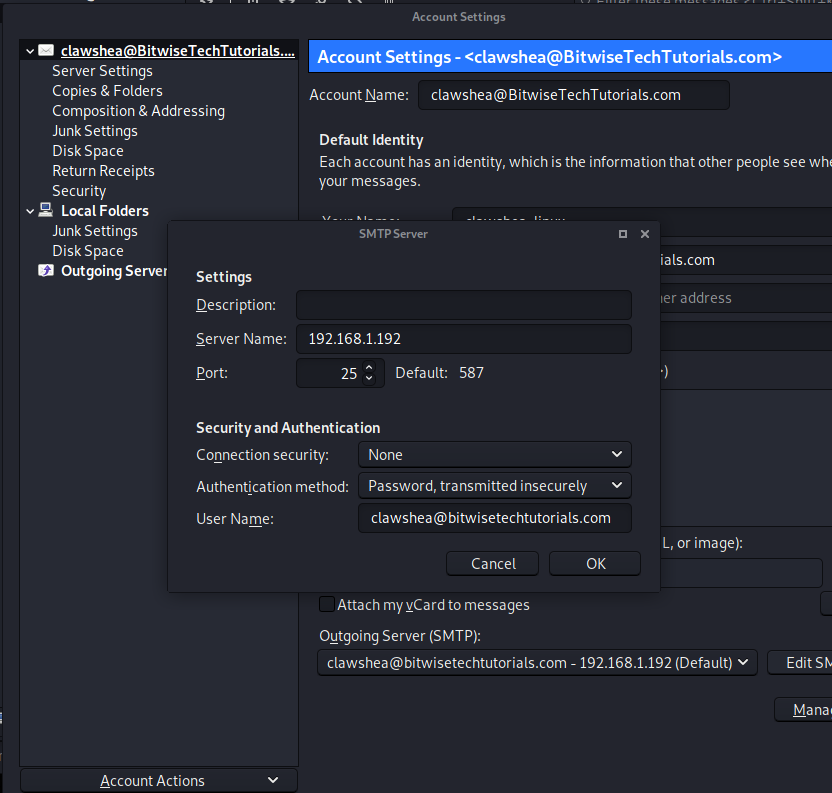 Account Settings
clawshea@BitwiseTechTutorials....
Server Settings
Copies & Folders
Composition & Addressing
Junk Settings
Disk Space
Return Receipts
Security
Local Folders
Junk Settings
Disk Space
Outgoing Server
Account Actions
Account Settings - <clawshea@BitwiseTechTutorials.com>
Account Name: clawshea@BitwiseTechTutorials.com
Default Identity
Each account has an identity, which is the information that other people see
your messages.
ials.com
address
SMTP Server
Settings
Description:
Server Name: 192.168.1.192
Port: 25 Default: 587
Security and Authentication
Connection security: None
Authentication method: Password, transmitted insecurely
User Name: clawshea@bitwisetechtutorials.com
Cancel OK
L, or image):
Attach my vCard to messages
Outgoing Server (SMTP):
clawshea@bitwisetechtutorials.com - 192.168.1.192 (Default) Edit SM
Mana